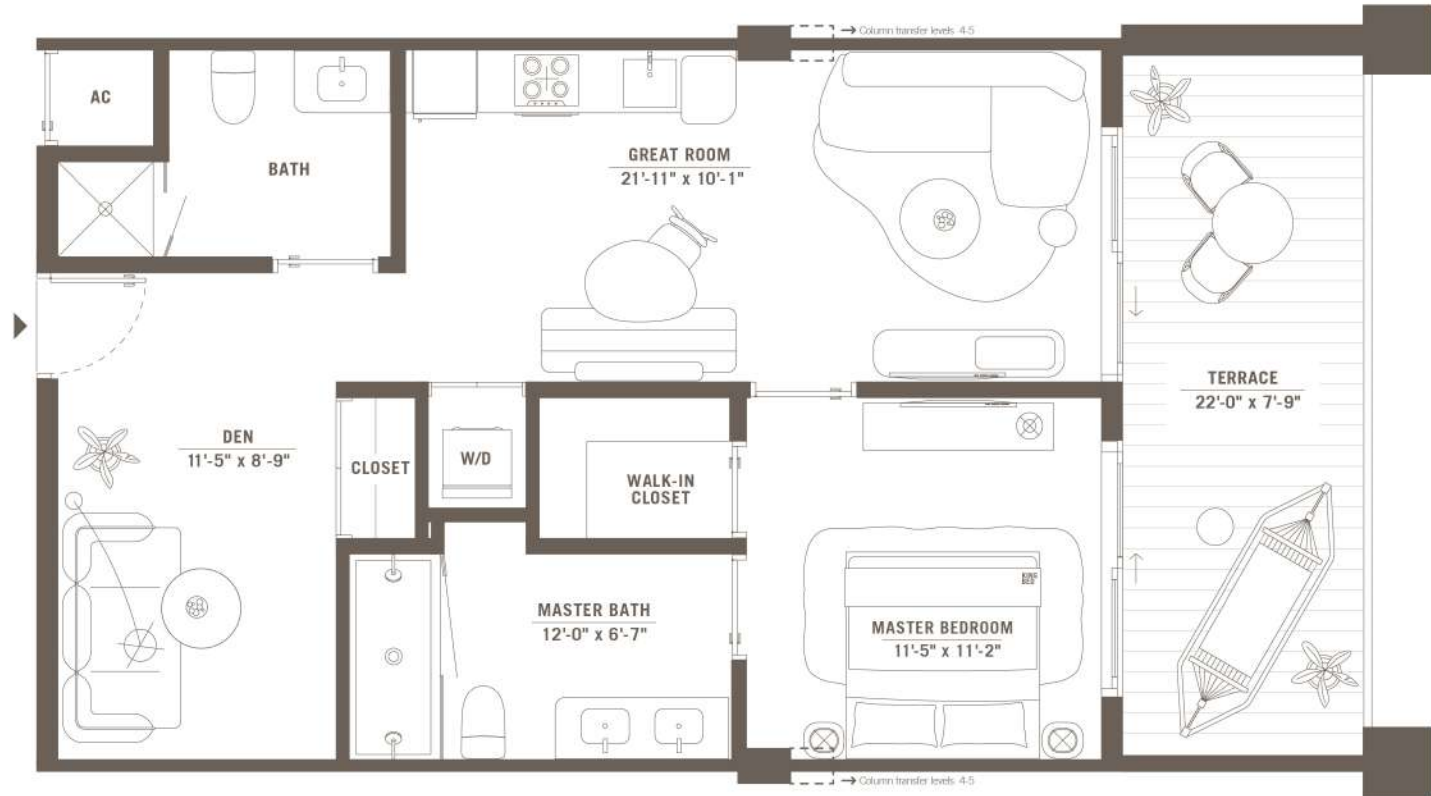 Column transfer levels 4-5
AC
BATH
GREAT ROOM
21'-11" x 10'-1"
TERRACE
22'-0" x 7'-9"
DEN
11'-5" x 8'-9"
CLOSET
W/D
WALK-IN
CLOSET
KING
BED
MASTER BATH
12'-0" x 6'-7"
MASTER BEDROOM
11'-5" x 11'-2"
Column transfer levels 4-5